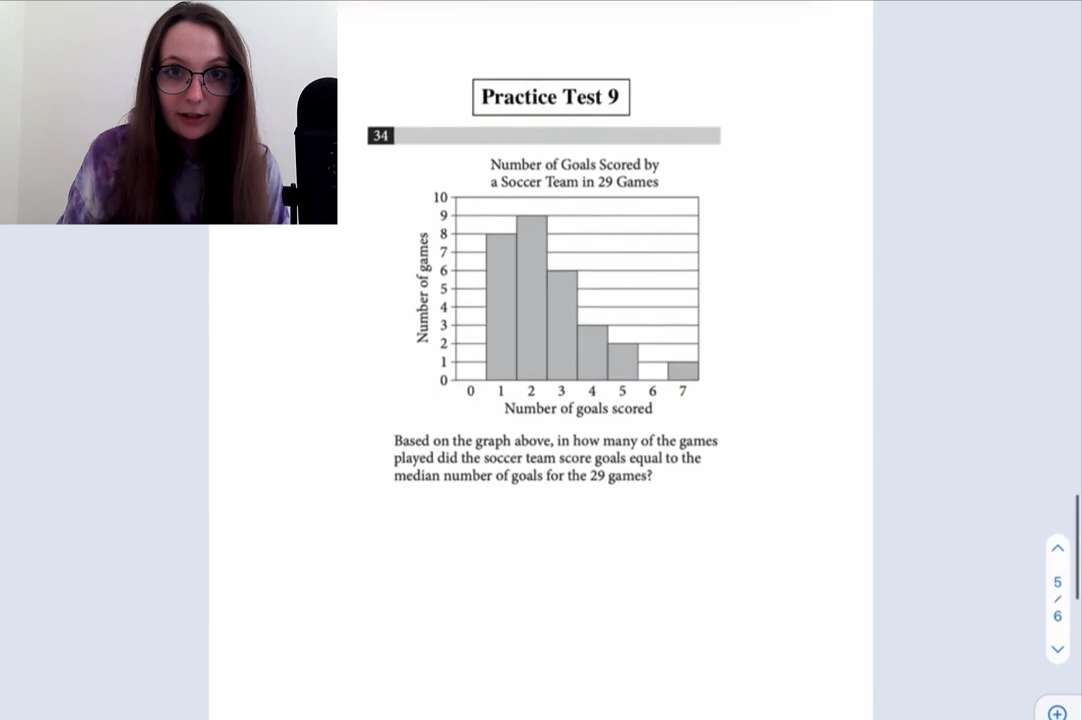 Practice Test 9
34
Number of Goals Scored by
a Soccer Team in 29 Games
10
9
8
7
6
5
4
3
2
1
0
Number of games
0 1 2 3 4 5 6 7
Number of goals scored
Based on the graph above, in how many of the games
played did the soccer team score goals equal to the
median number of goals for the 29 games?
5
/
6